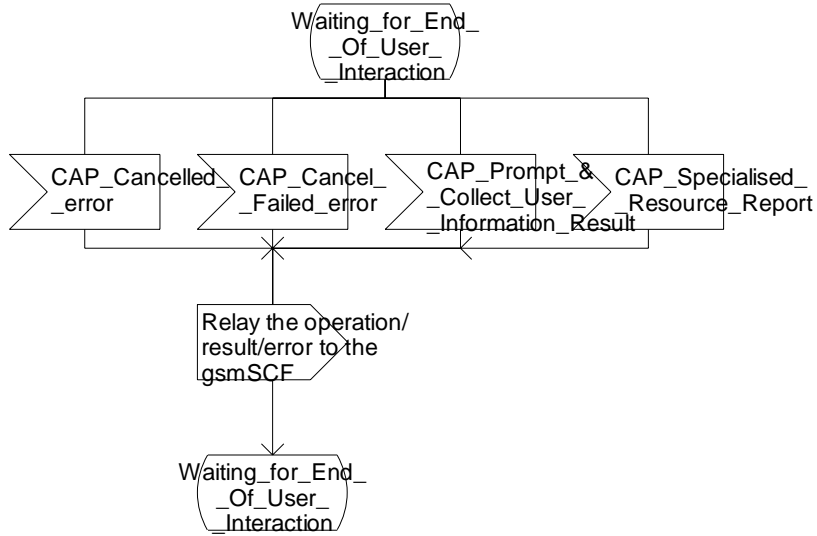 Waiting_for_End_
_Of_User_
_Interaction
CAP_Cancelled_
_error
CAP_Cancel_
_Failed_error
CAP_Prompt_&
_Collect_User_
_Information_Result
CAP_Specialised_
_Resource_Report
Relay the operation/
result/error to the
gsmSCF
Waiting_for_End_
_Of_User_
_Interaction